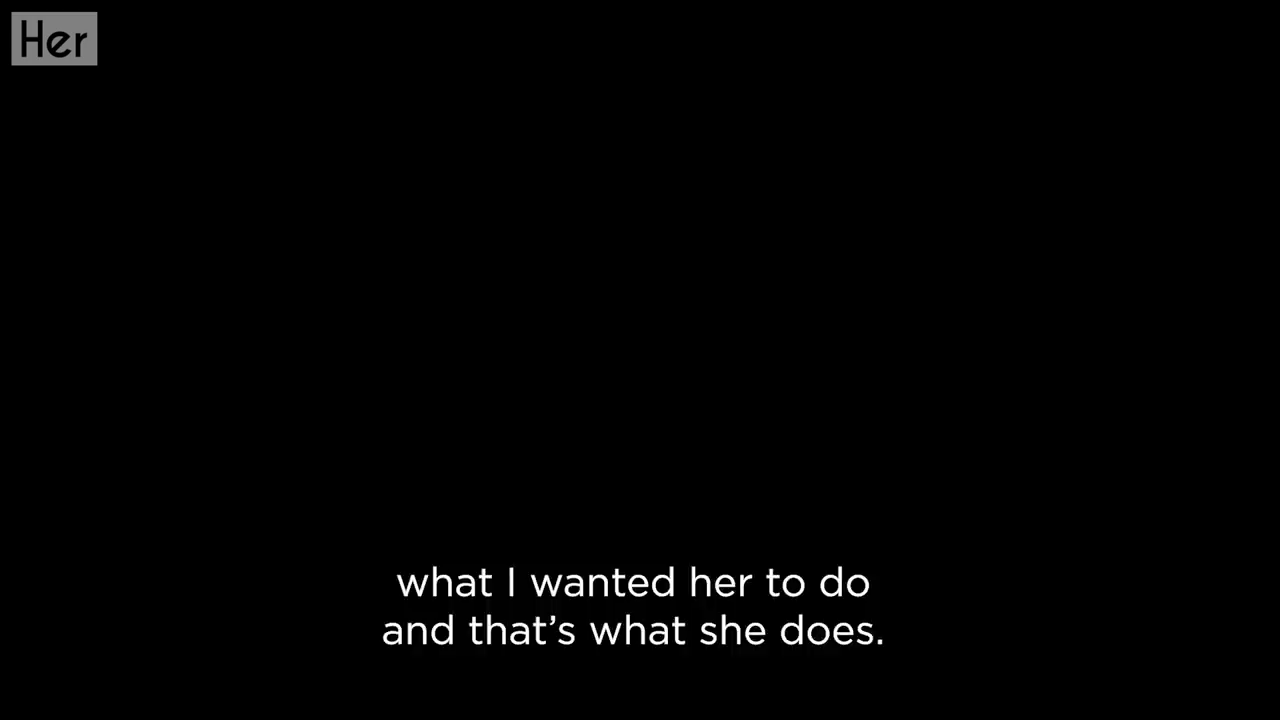 Her
what I wanted her to do
and that’s what she does.